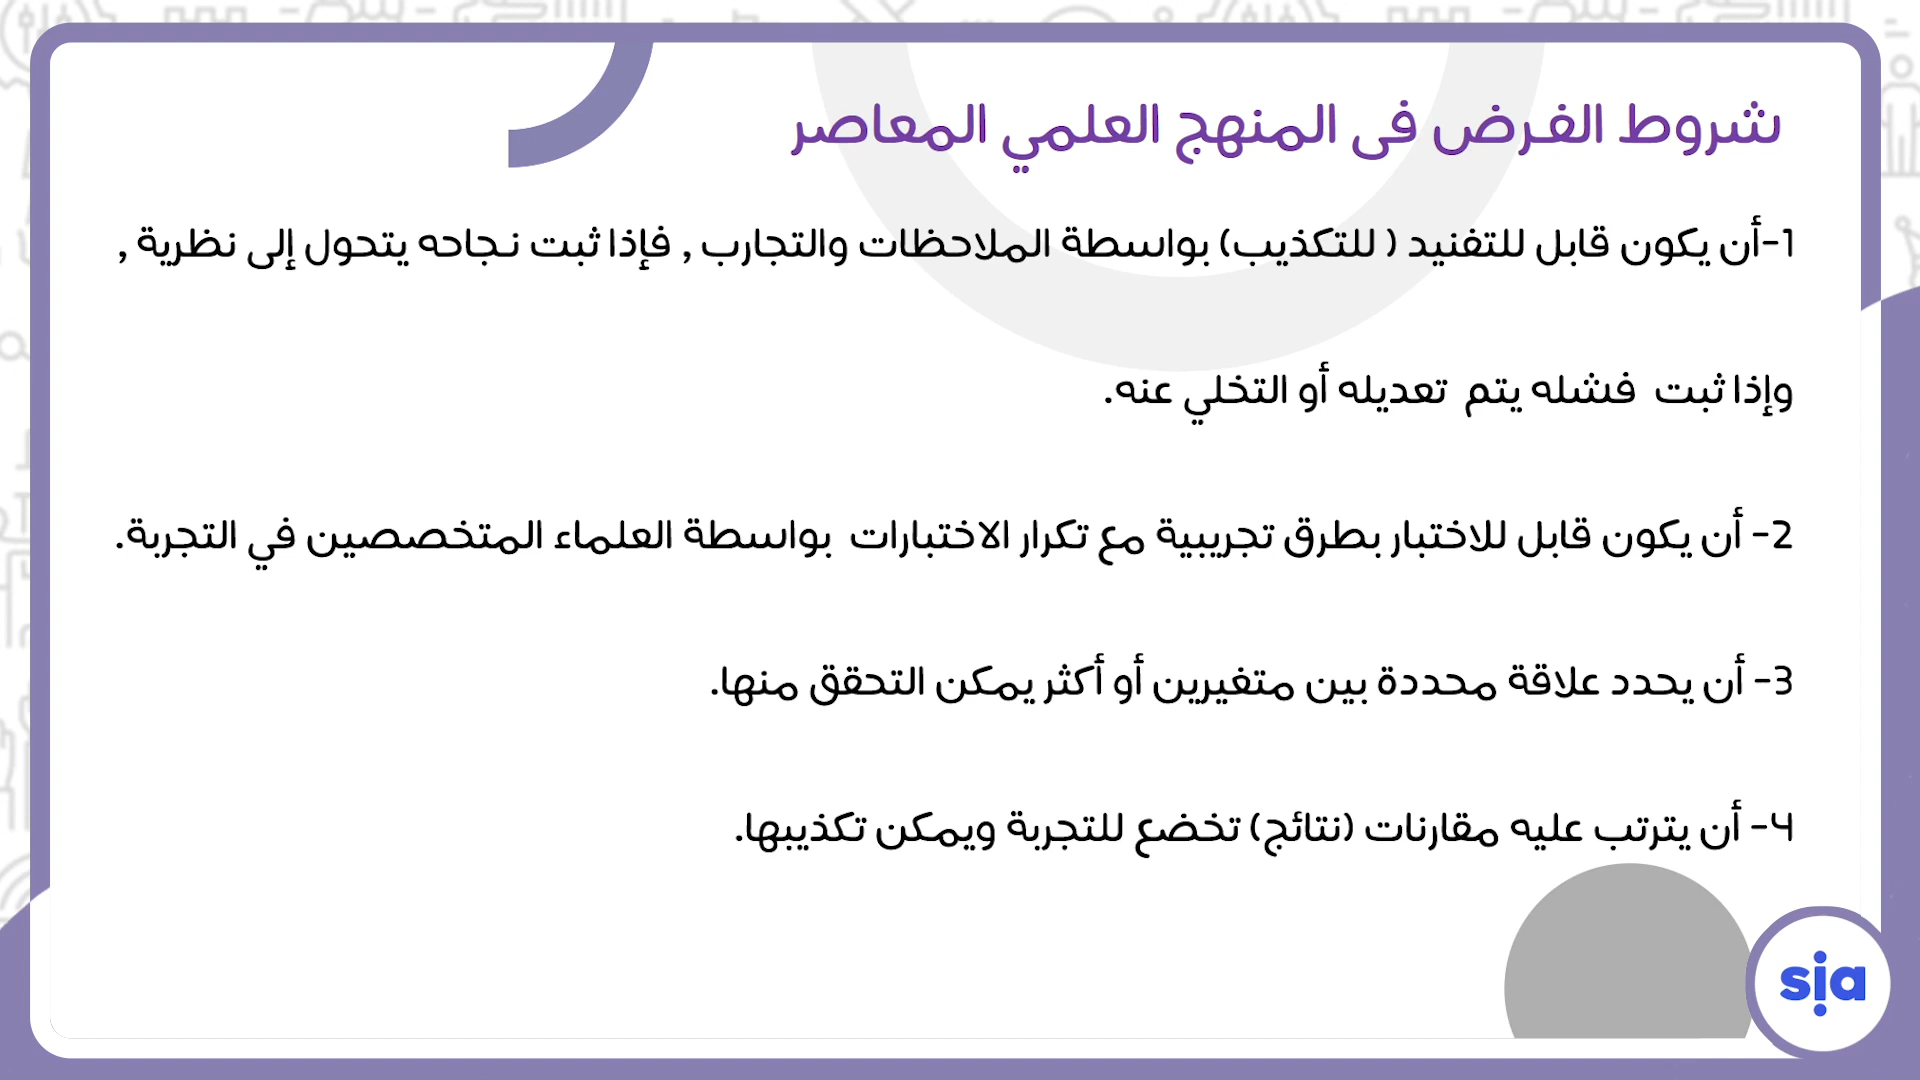 شروط الفرض فى المنهج العلمي المعاصر
1-أن يكون قابل للتفنيد ( للتكذيب) بواسطة الملاحظات والتجارب , فإذا ثبت نجاحه يتحول إلى نظرية ,
وإذا ثبت فشله يتم تعديله أو التخلي عنه.
2- أن يكون قابل للاختبار بطرق تجريبية مع تكرار الاختبارات بواسطة العلماء المتخصصين في التجربة.
3- أن يحدد علاقة محددة بين متغيرين أو أكثر يمكن التحقق منها.
4- أن يترتب عليه مقارنات (نتائج) تخضع للتجربة ويمكن تكذيبها.
sia